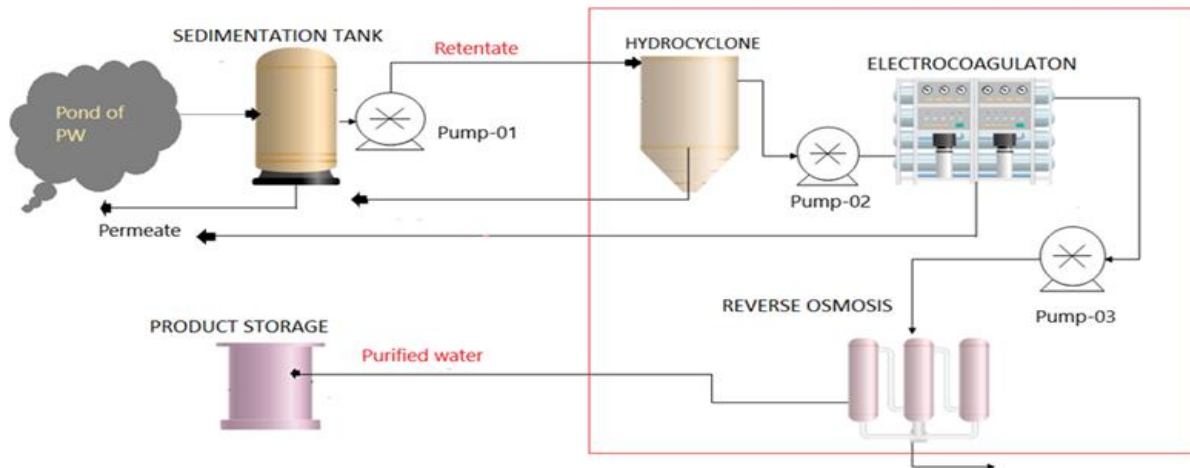 SEDIMENTATION TANK
Retentate
HYDROCYCLONE
ELECTROCOAGULATON
Pond of
PW
Pump-01
Pump-02
Permeate
Pump-03
REVERSE OSMOSIS
PRODUCT STORAGE
Purified water